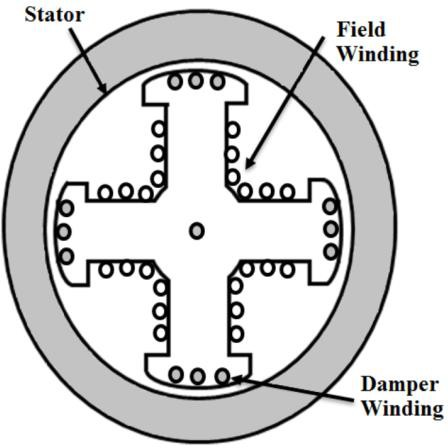 Stator
Field
Winding
Damper
Winding